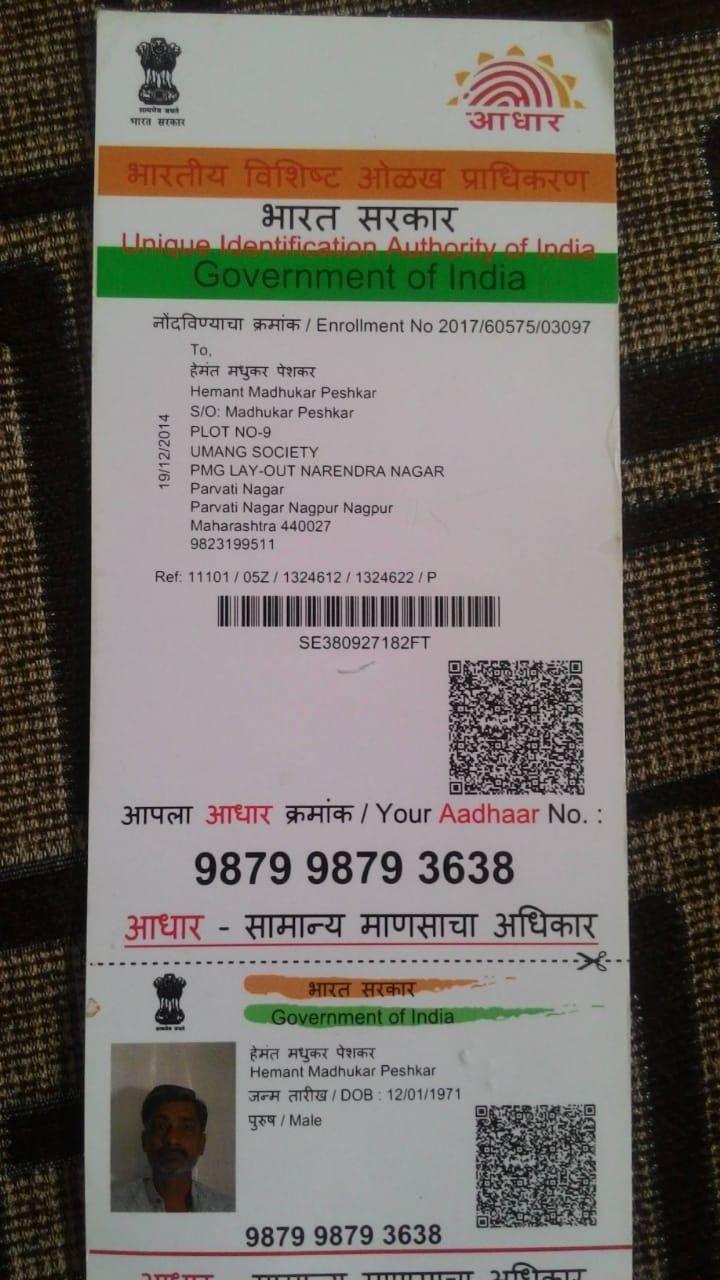 सत्यमेव जयते
भारत सरकार
आधार
भारतीय विशिष्ट ओळख प्राधिकरण
भारत सरकार
Unique Identification Authority of India
Government of India
नोंदविण्याचा क्रमांक / Enrollment No 2017/60575/03097
To,
हेमंत मधुकर पेशकर
Hemant Madhukar Peshkar
S/O: Madhukar Peshkar
PLOT NO-9
UMANG SOCIETY
PMG LAY-OUT NARENDRA NAGAR
Parvati Nagar
Parvati Nagar Nagpur Nagpur
Maharashtra 440027
9823199511
19/12/2014
Ref: 11101 / 05Z / 1324612 / 1324622 / P
SE380927182FT
आपला आधार क्रमांक / Your Aadhaar No. :
9879 9879 3638
आधार - सामान्य माणसाचा अधिकार
सत्यमेव जयते
भारत सरकार
Government of India
हेमंत मधुकर पेशकर
Hemant Madhukar Peshkar
जन्म तारीख / DOB : 12/01/1971
पुरुष / Male
9879 9879 3638
आधार - सामान्य माणसाचा अधिकार